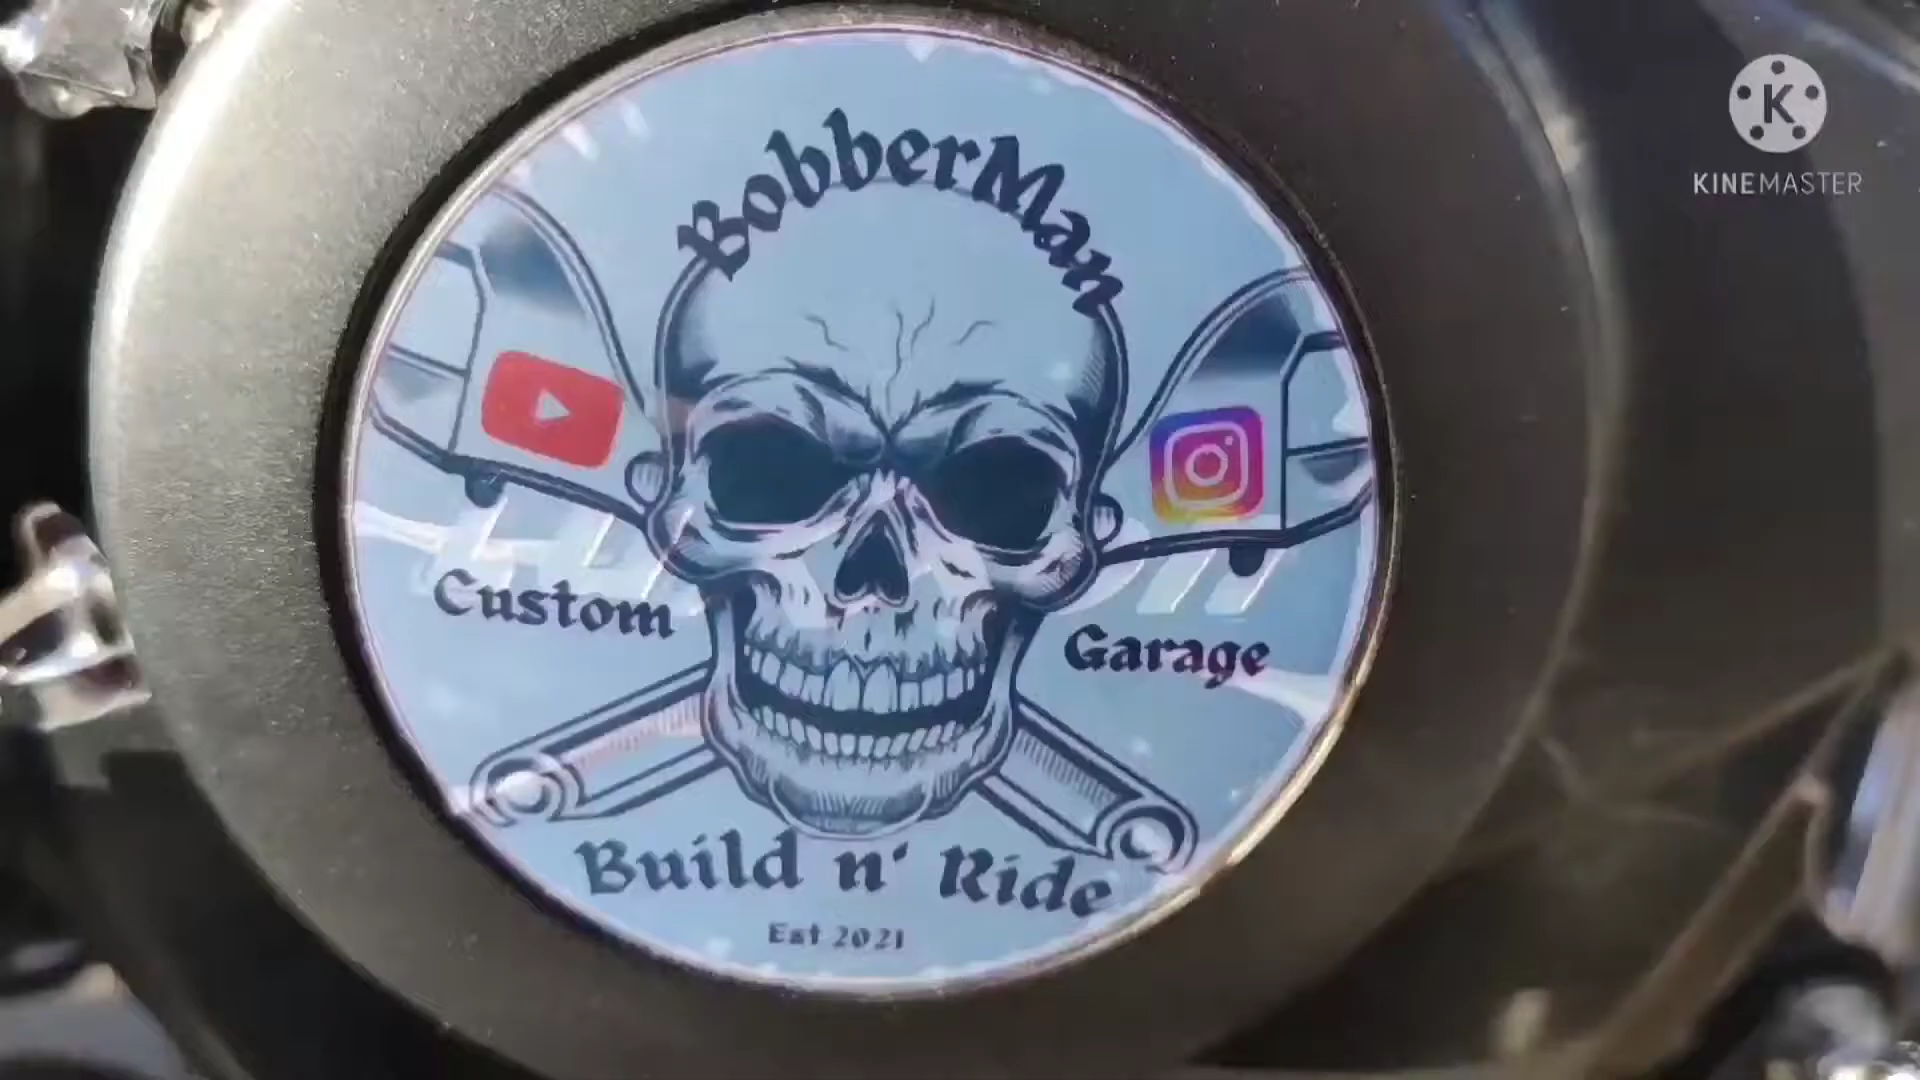 K
KINEMASTER
BobberMan
Custom
Garage
Build n' Ride
Est 2021